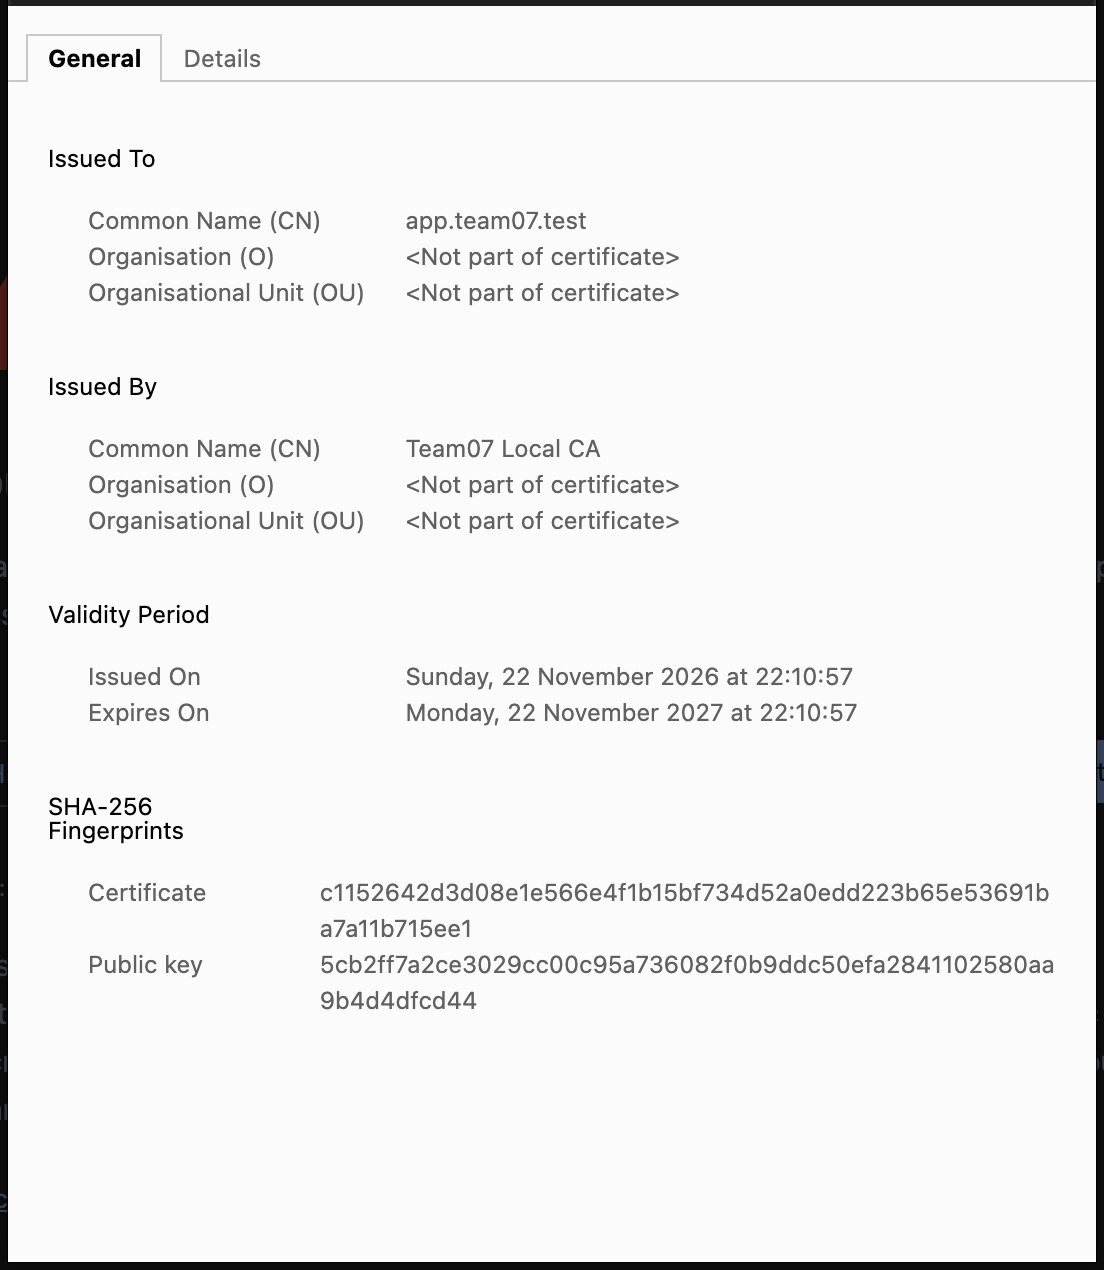 General
Details
Issued To
Common Name (CN) app.team07.test
Organisation (O) <Not part of certificate>
Organisational Unit (OU) <Not part of certificate>
Issued By
Common Name (CN) Team07 Local CA
Organisation (O) <Not part of certificate>
Organisational Unit (OU) <Not part of certificate>
Validity Period
Issued On Sunday, 22 November 2026 at 22:10:57
Expires On Monday, 22 November 2027 at 22:10:57
SHA-256
Fingerprints
Certificate c1152642d3d08e1e566e4f1b15bf734d52a0edd223b65e53691b
a7a11b715ee1
Public key 5cb2ff7a2ce3029cc00c95a736082f0b9ddc50efa2841102580aa
9b4d4dfcd44